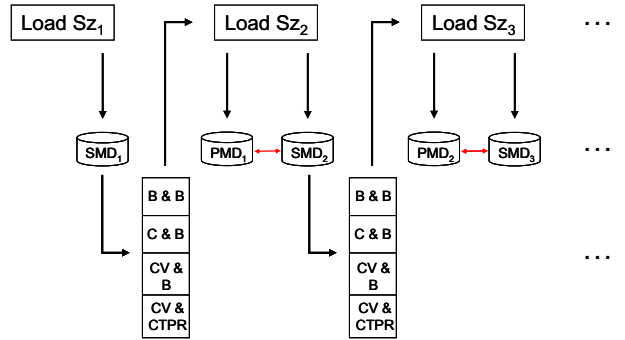 Load Sz₁
Load Sz₂
Load Sz₃
...
SMD₁
PMD₁
SMD₂
PMD₂
SMD₃
...
B & B
C & B
CV &
B
CV &
CTPR
B & B
C & B
CV &
B
CV &
CTPR
...